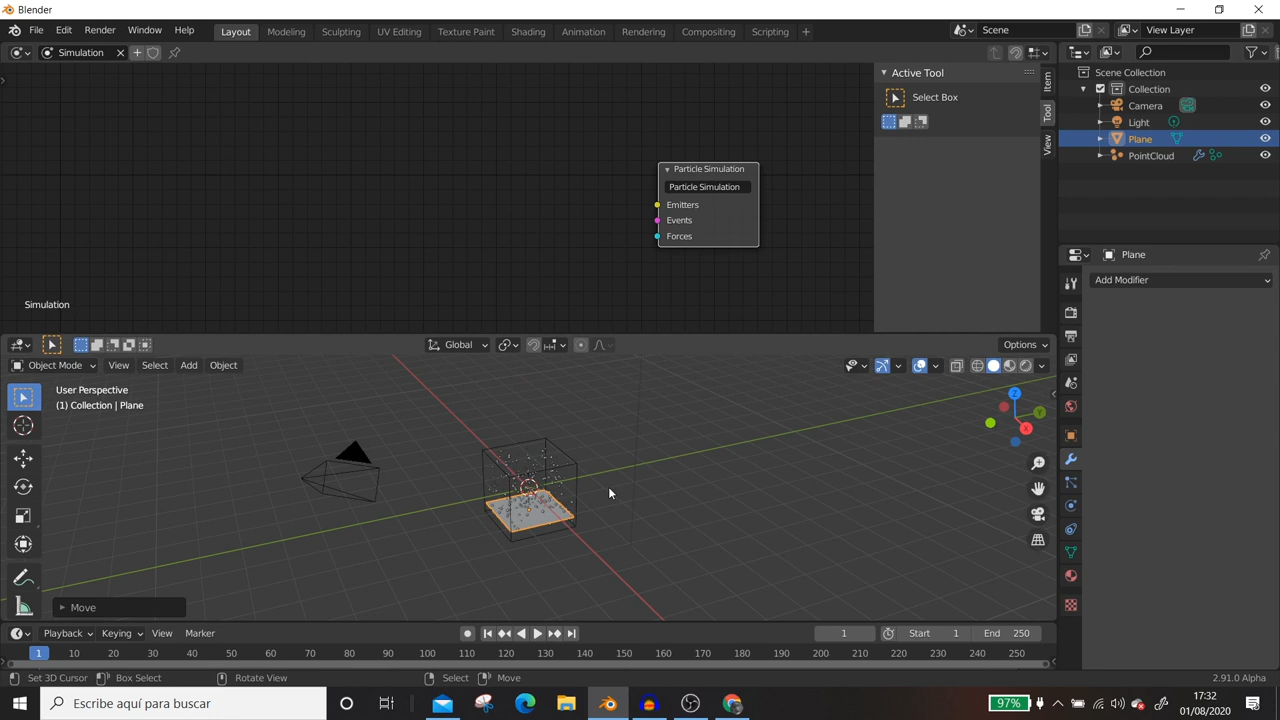 Blender
File Edit Render Window Help
Layout Modeling Sculpting UV Editing Texture Paint Shading Animation Rendering Compositing Scripting
Scene
View Layer
Simulation
Particle Simulation
Particle Simulation
Emitters
Events
Forces
Simulation
Active Tool
Select Box
Item
Tool
View
Scene Collection
Collection
Camera
Light
Plane
PointCloud
Plane
Add Modifier
Global
Options
Object Mode View Select Add Object
User Perspective
(1) Collection | Plane
Z
Y
X
Move
Playback Keying View Marker
1 Start 1 End 250
1 10 20 30 40 50 60 70 80 90 100 110 120 130 140 150 160 170 180 190 200 210 220 230 240 250
Set 3D Cursor Box Select Rotate View Select Move 2.91.0 Alpha
Escribe aquí para buscar
97%
17:32
01/08/2020